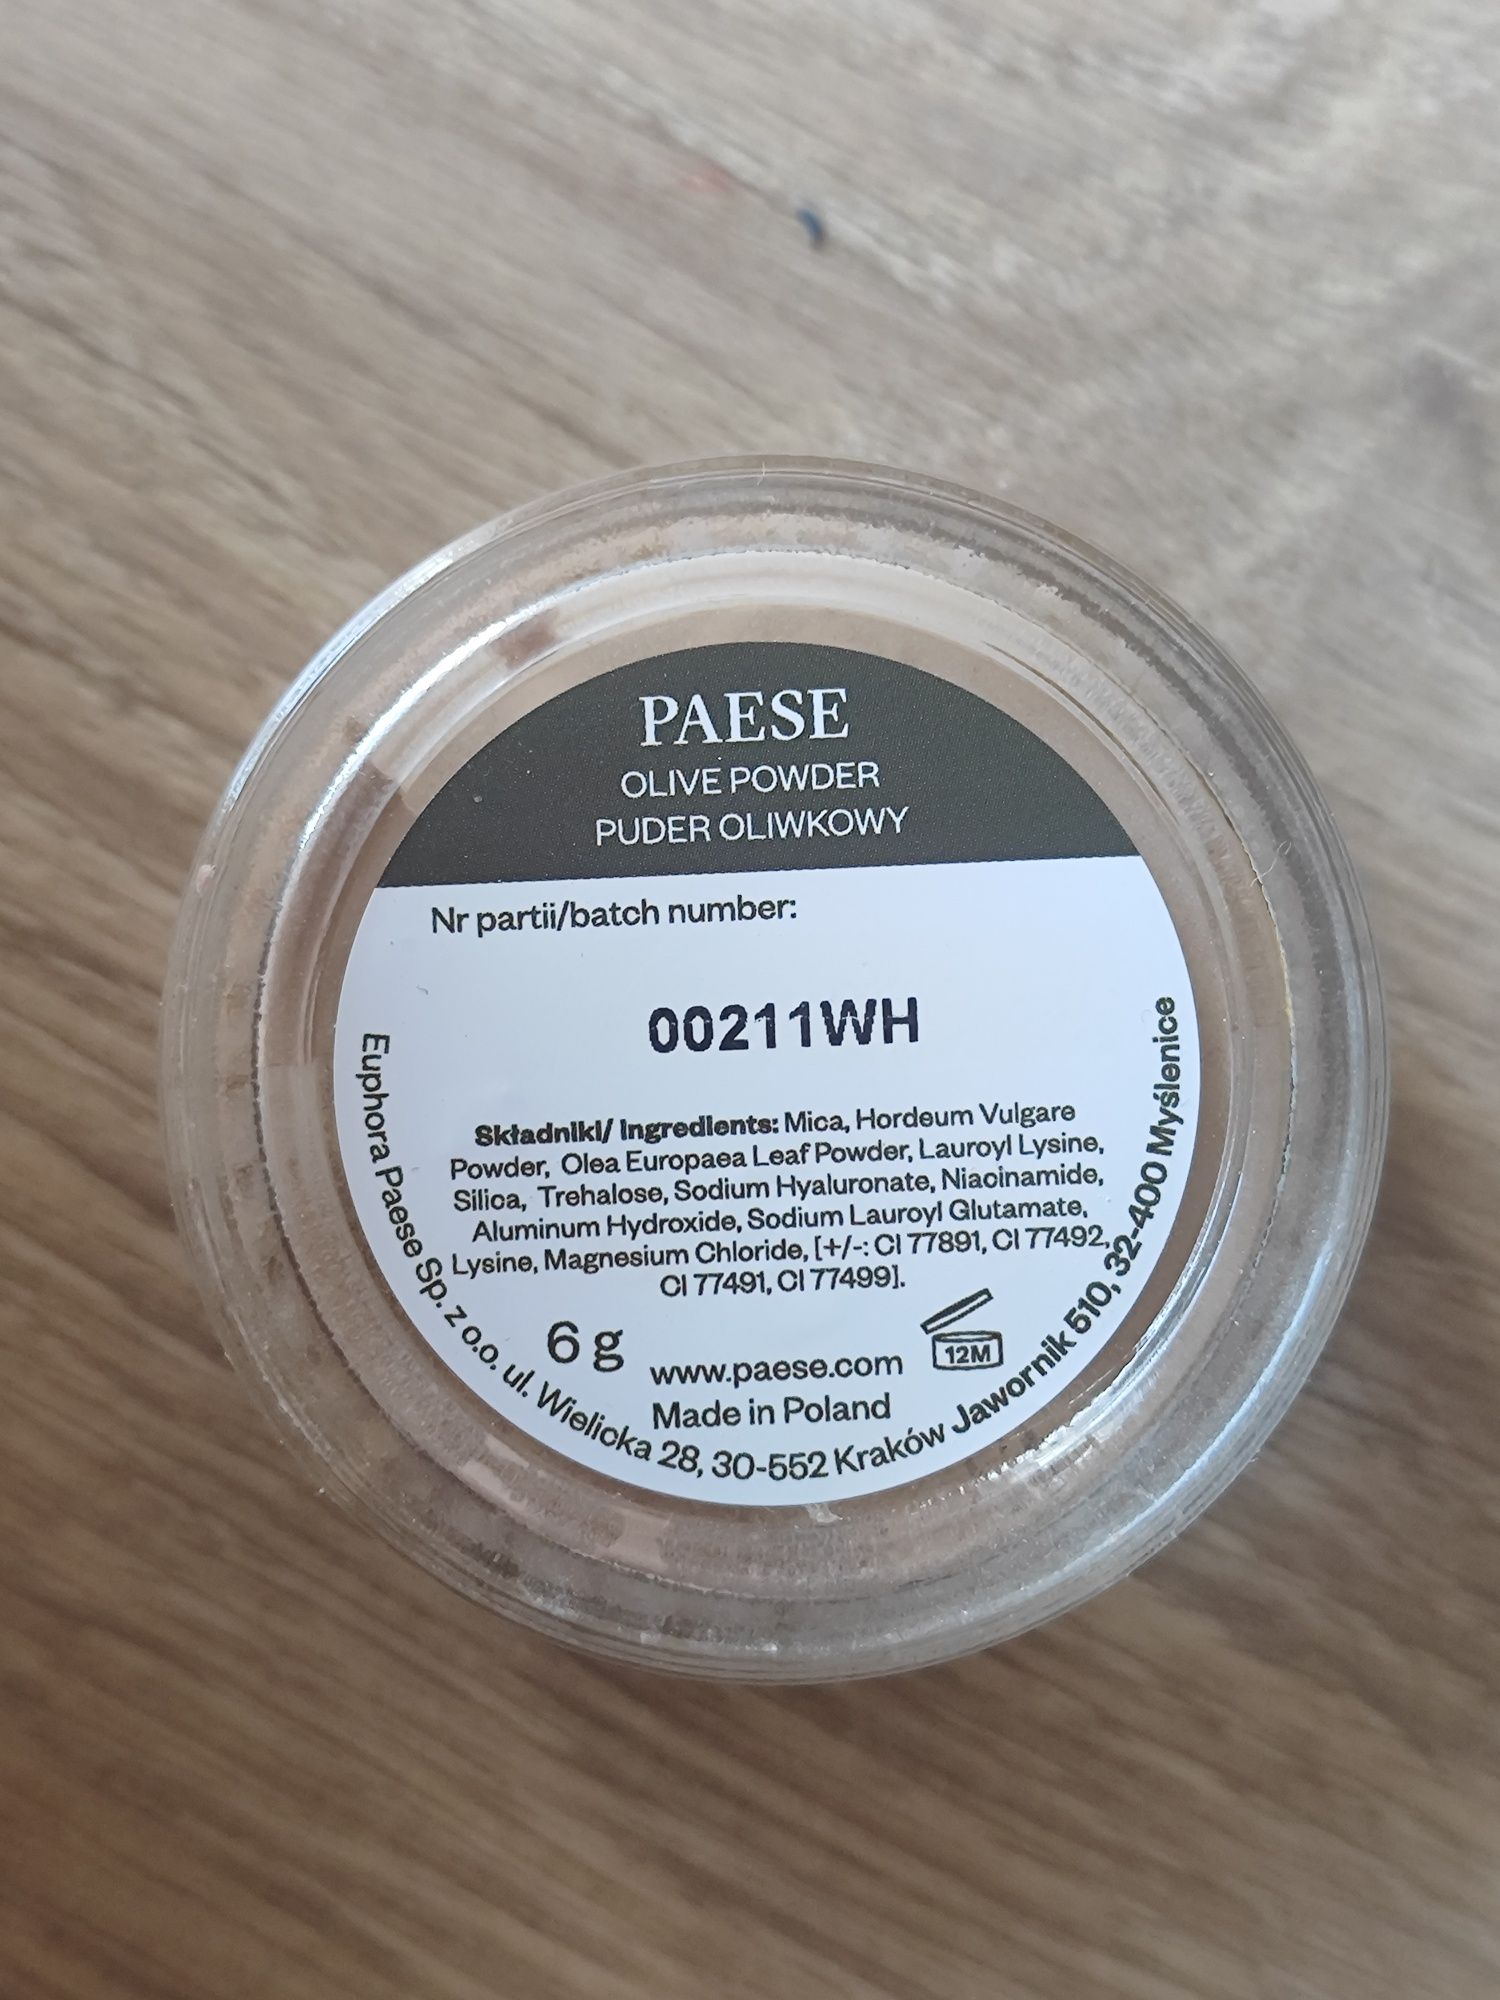 PAESE
OLIVE POWDER
PUDER OLIWKOWY
Nr partii/batch number:
00211WH
Składniki/ Ingredients: Mica, Hordeum Vulgare
Powder, Olea Europaea Leaf Powder, Lauroyl Lysine,
Silica, Trehalose, Sodium Hyaluronate, Niacinamide,
Aluminum Hydroxide, Sodium Lauroyl Glutamate,
Lysine, Magnesium Chloride, [+/-: CI 77891, CI 77492,
CI 77491, CI 77499].
6 g
12M
www.paese.com
Made in Poland
Euphora Paese Sp. z o.o. ul. Wielicka 28, 30-552 Kraków Jawornik 510, 32-400 Myślenice